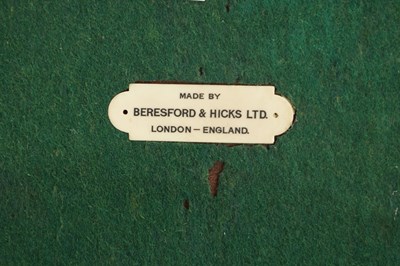 MADE BY
BERESFORD & HICKS LTD.
LONDON – ENGLAND.